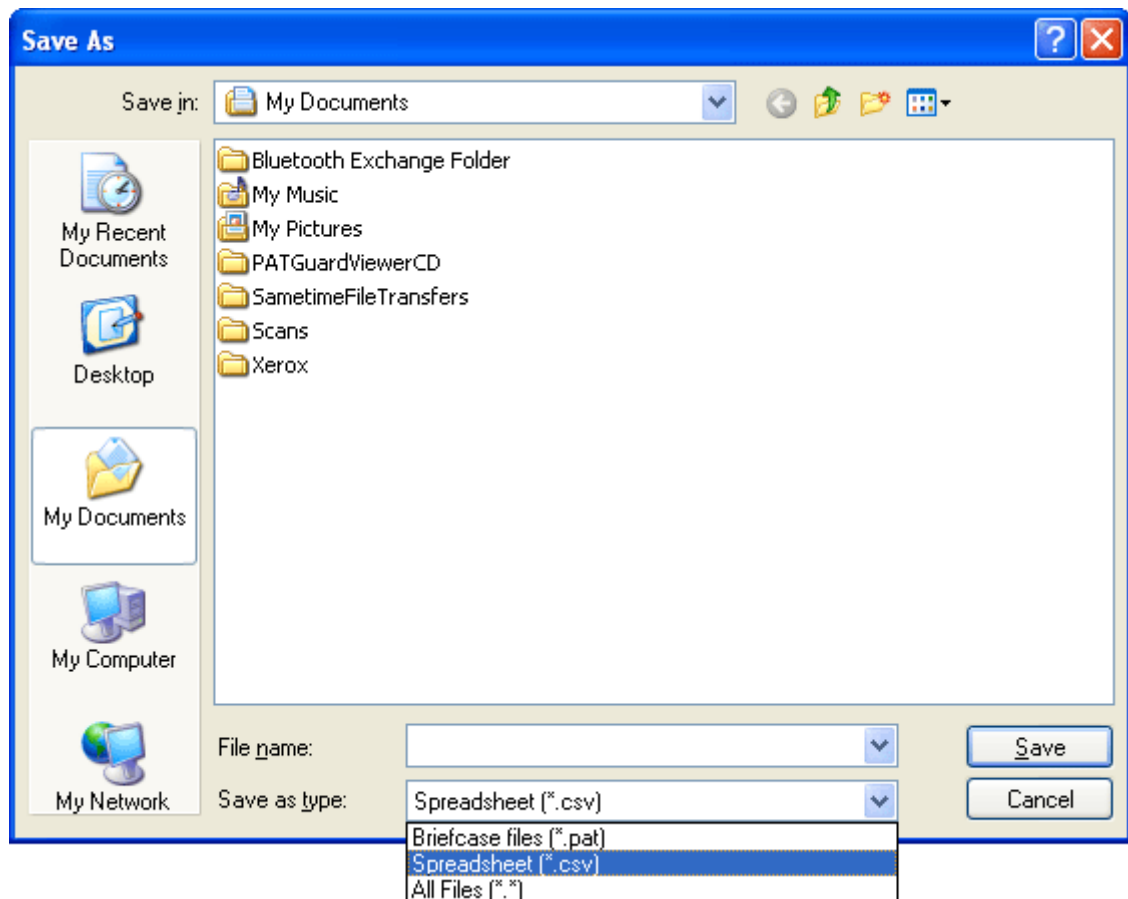 Save As
Save in:
My Documents
My Recent
Documents
Desktop
My Documents
My Computer
My Network
Bluetooth Exchange Folder
My Music
My Pictures
PATGuardViewerCD
SametimeFileTransfers
Scans
Xerox
File name:
Save
Save as type:
Spreadsheet (*.csv)
Cancel
Briefcase files (*.pat)
Spreadsheet (*.csv)
All Files (*.*)